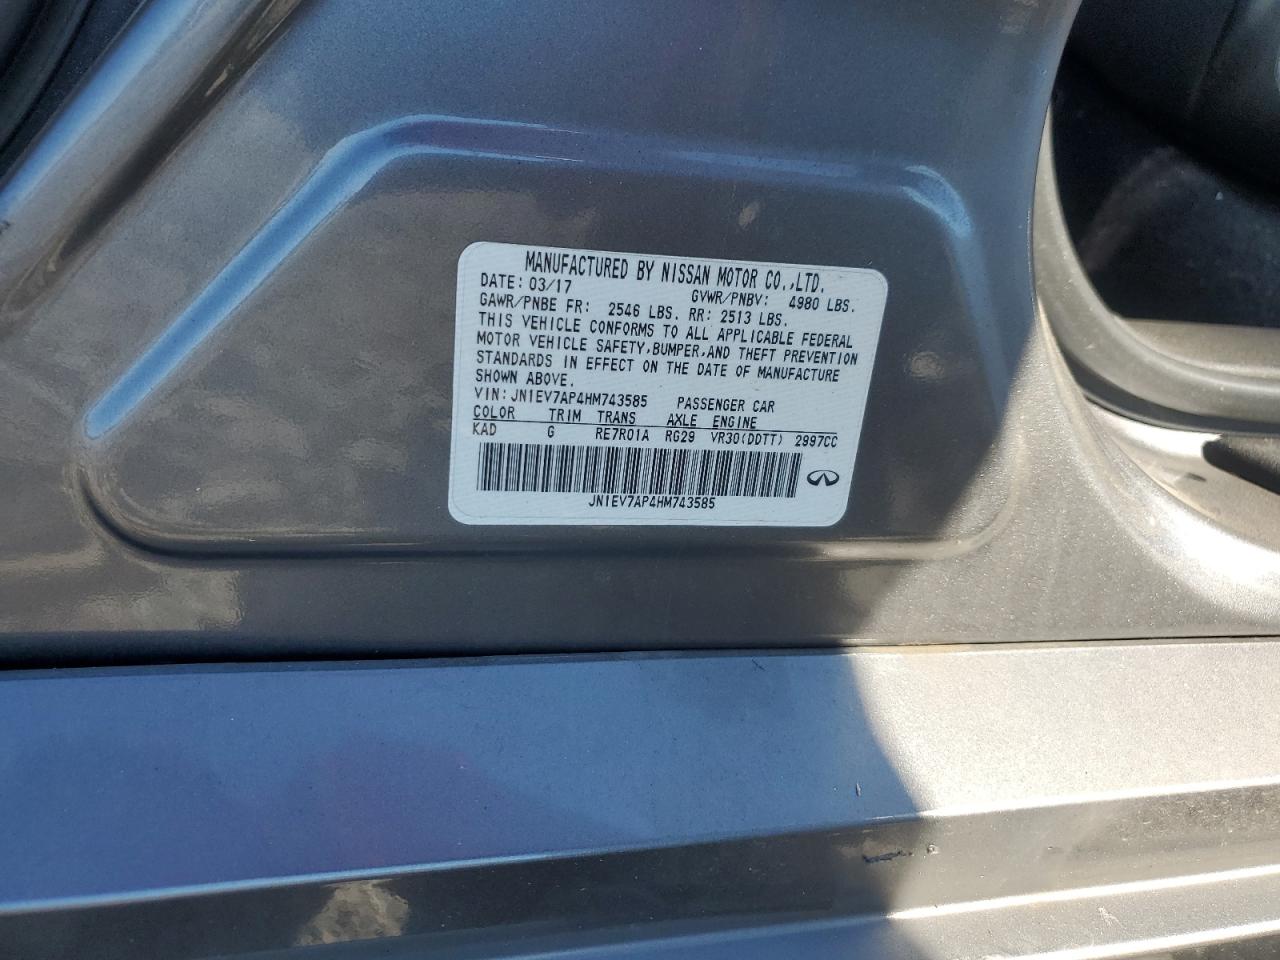 MANUFACTURED BY NISSAN MOTOR CO.,LTD.
DATE: 03/17 GVWR/PNBV: 4980 LBS.
GAWR/PNBE FR: 2546 LBS. RR: 2513 LBS.
THIS VEHICLE CONFORMS TO ALL APPLICABLE FEDERAL
MOTOR VEHICLE SAFETY,BUMPER,AND THEFT PREVENTION
STANDARDS IN EFFECT ON THE DATE OF MANUFACTURE
SHOWN ABOVE.
VIN:JN1EV7AP4HM743585 PASSENGER CAR
COLOR TRIM TRANS AXLE ENGINE
KAD G RE7R01A RG29 VR30(DDTT) 2997CC
JN1EV7AP4HM743585